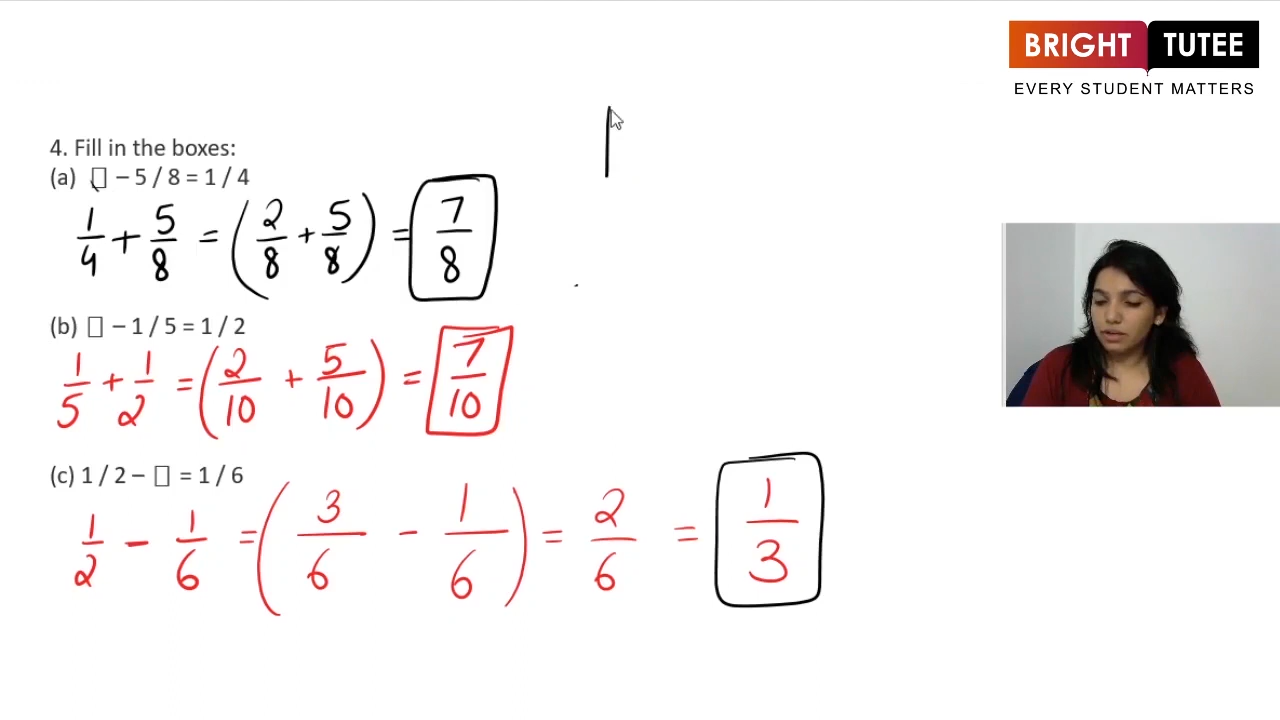 BRIGHT TUTEE
EVERY STUDENT MATTERS
4. Fill in the boxes:
(a) □ – 5 / 8 = 1 / 4
1/4 + 5/8 = (2/8 + 5/8) = 7/8
(b) □ – 1 / 5 = 1 / 2
1/5 + 1/2 = (2/10 + 5/10) = 7/10
(c) 1 / 2 – □ = 1 / 6
1/2 - 1/6 = (3/6 - 1/6) = 2/6 = 1/3